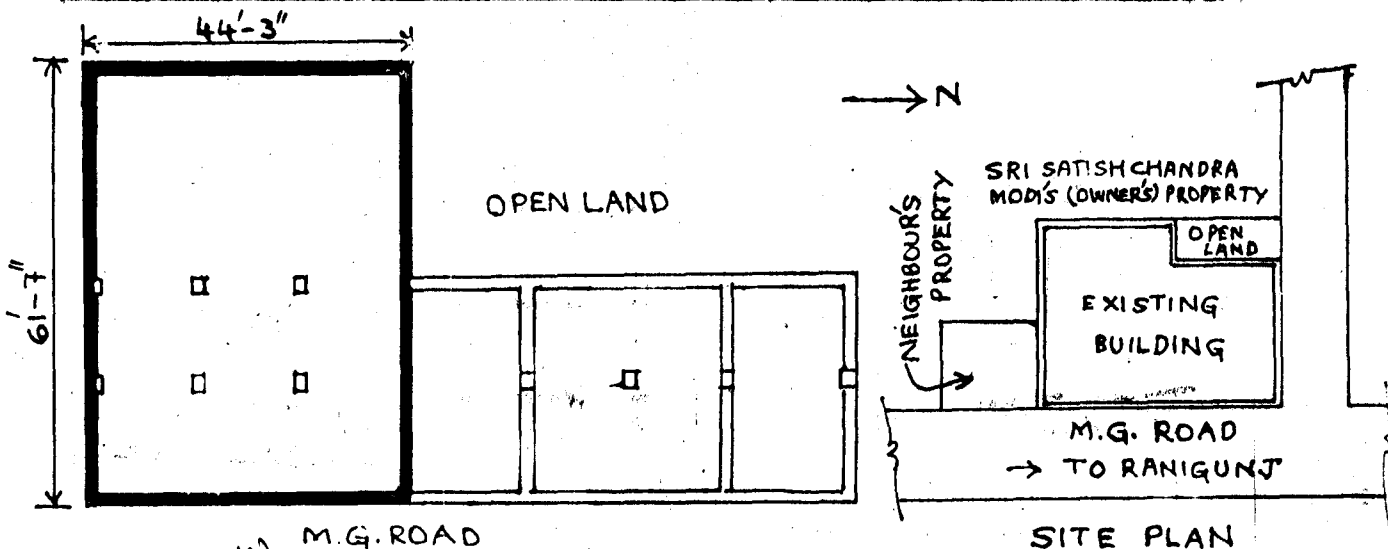 44'-3"
61'-7"
OPEN LAND
M.G. ROAD
N
NEIGHBOUR'S
PROPERTY
SRI SATISH CHANDRA
MODI'S (OWNER'S) PROPERTY
OPEN
LAND
EXISTING
BUILDING
M.G. ROAD
→ TO RANIGUNJ
SITE PLAN